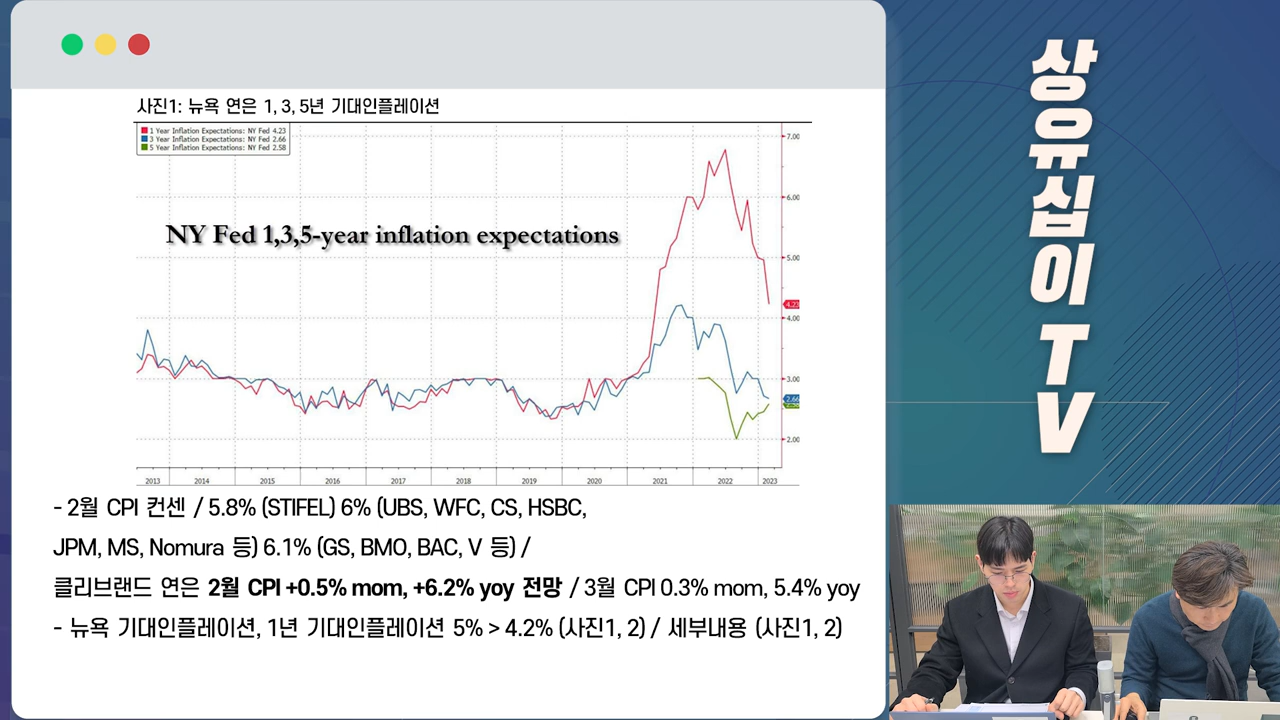 사진1: 뉴욕 연은 1, 3, 5년 기대인플레이션
1 Year Inflation Expectations: NY Fed 4.23
3 Year Inflation Expectations: NY Fed 2.66
5 Year Inflation Expectations: NY Fed 2.58
NY Fed 1,3,5-year inflation expectations
7.00
6.00
5.00
4.23
4.00
3.00
2.66
2.00
2013 2014 2015 2016 2017 2018 2019 2020 2021 2022 2023
- 2월 CPI 컨센 / 5.8% (STIFEL) 6% (UBS, WFC, CS, HSBC,
JPM, MS, Nomura 등) 6.1% (GS, BMO, BAC, V 등) /
클리브랜드 연은 2월 CPI +0.5% mom, +6.2% yoy 전망 / 3월 CPI 0.3% mom, 5.4% yoy
- 뉴욕 기대인플레이션, 1년 기대인플레이션 5% > 4.2% (사진1, 2) / 세부내용 (사진1, 2)
상유십이 TV